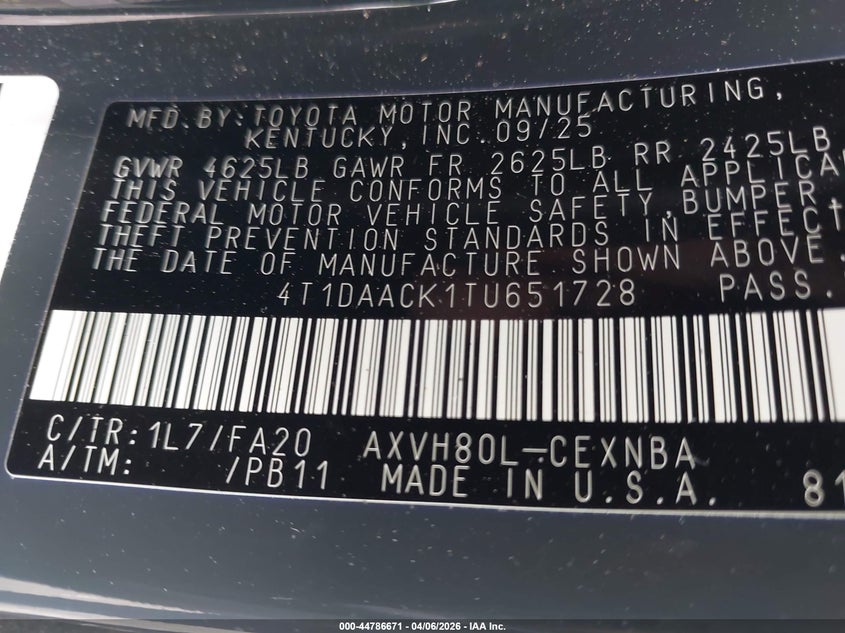 MFD.BY:TOYOTA MOTOR MANUFACTURING,
KENTUCKY,INC.09/25
GVWR 4625LB GAWR FR 2625LB RR 2425LB
THIS VEHICLE CONFORMS TO ALL APPLICA
FEDERAL MOTOR VEHICLE SAFETY,BUMPER,
THEFT PREVENTION STANDARDS IN EFFECT
THE DATE OF MANUFACTURE SHOWN ABOVE.
4T1DAACK1TU651728 PASS.
C/TR:1L7/FA20 AXVH80L-CEXNBA
A/TM: /PB11 MADE IN U.S.A. 81
000-44786671 - 04/06/2026 - IAA Inc.